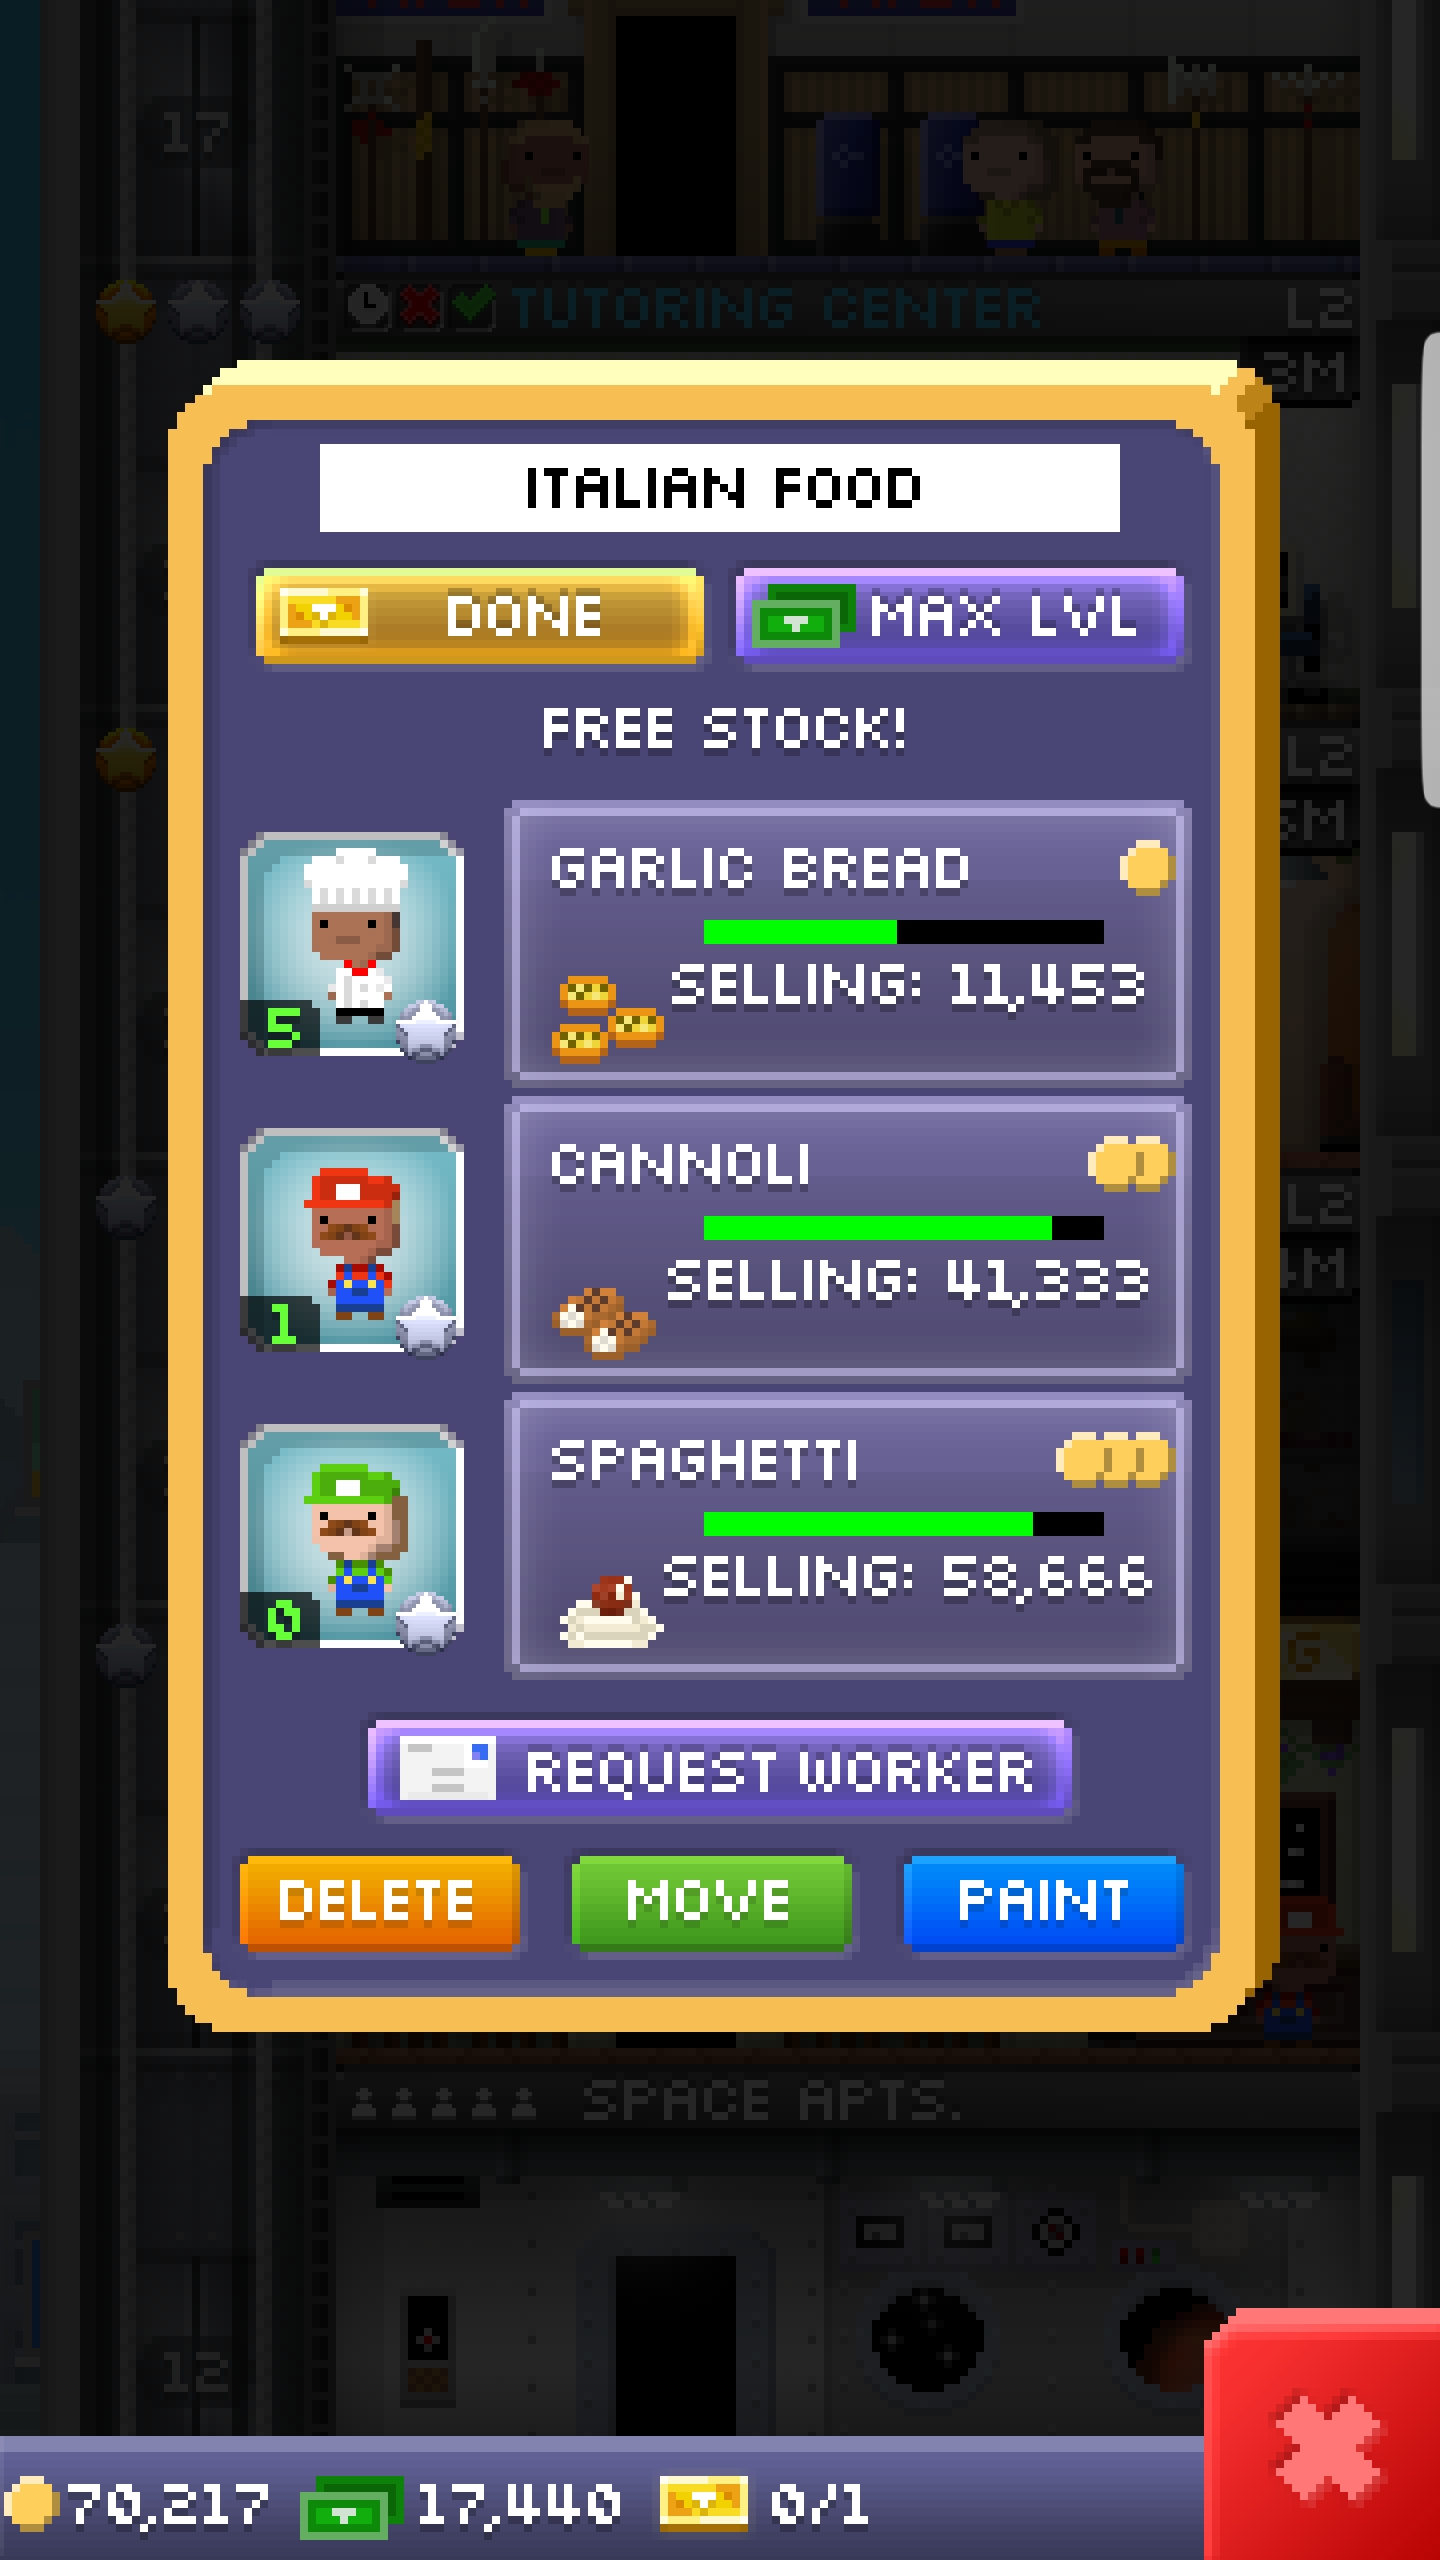 17
TUTORING CENTER L2
3M
ITALIAN FOOD
DONE MAX LVL
FREE STOCK!
L2
GARLIC BREAD
SELLING: 11,453
5
CANNOLI
L2
SELLING: 41,333
1
SPAGHETTI
SELLING: 58,666
0
REQUEST WORKER
DELETE MOVE PAINT
SPACE APTS.
12
70,217 17,440 0/1